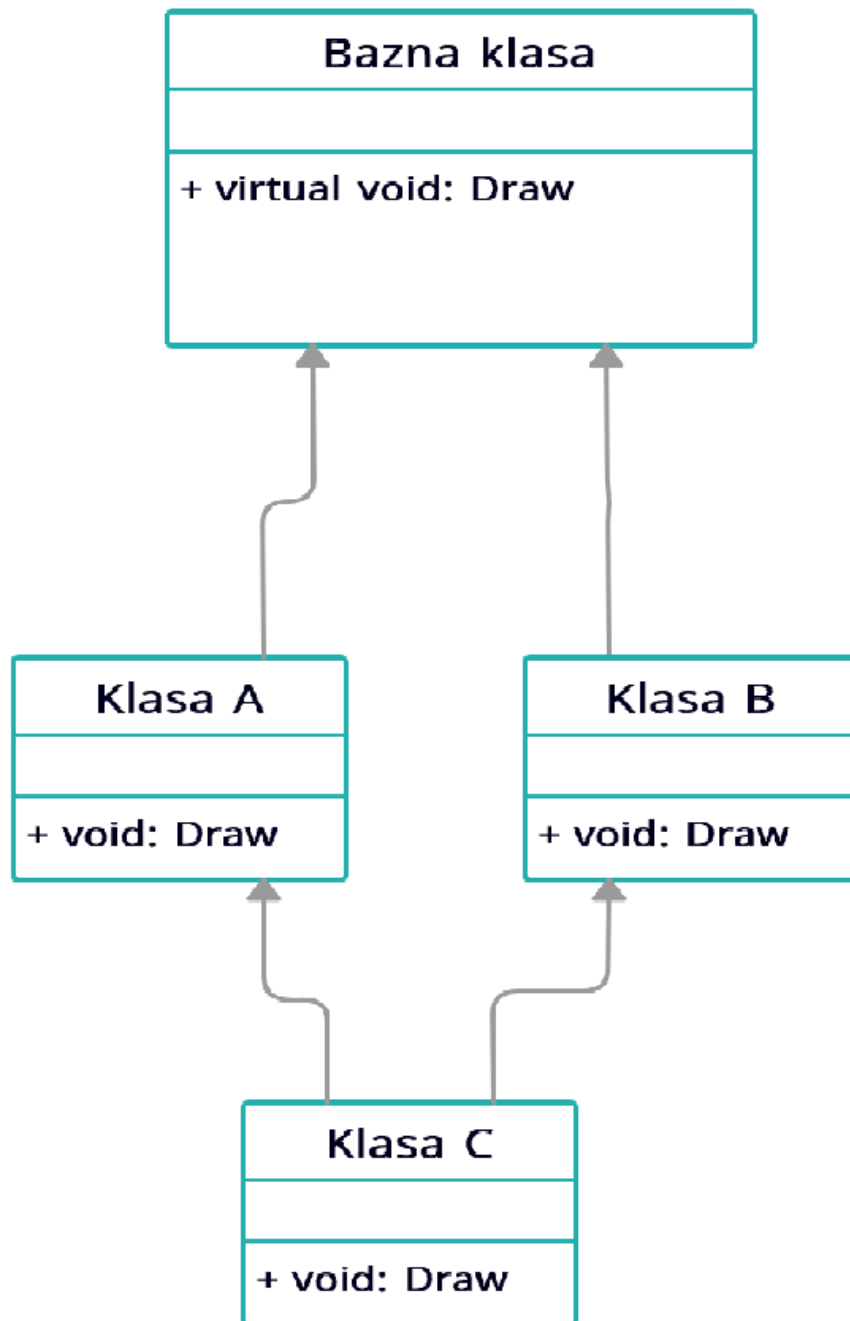 Bazna klasa
+ virtual void: Draw
Klasa A
+ void: Draw
Klasa B
+ void: Draw
Klasa C
+ void: Draw